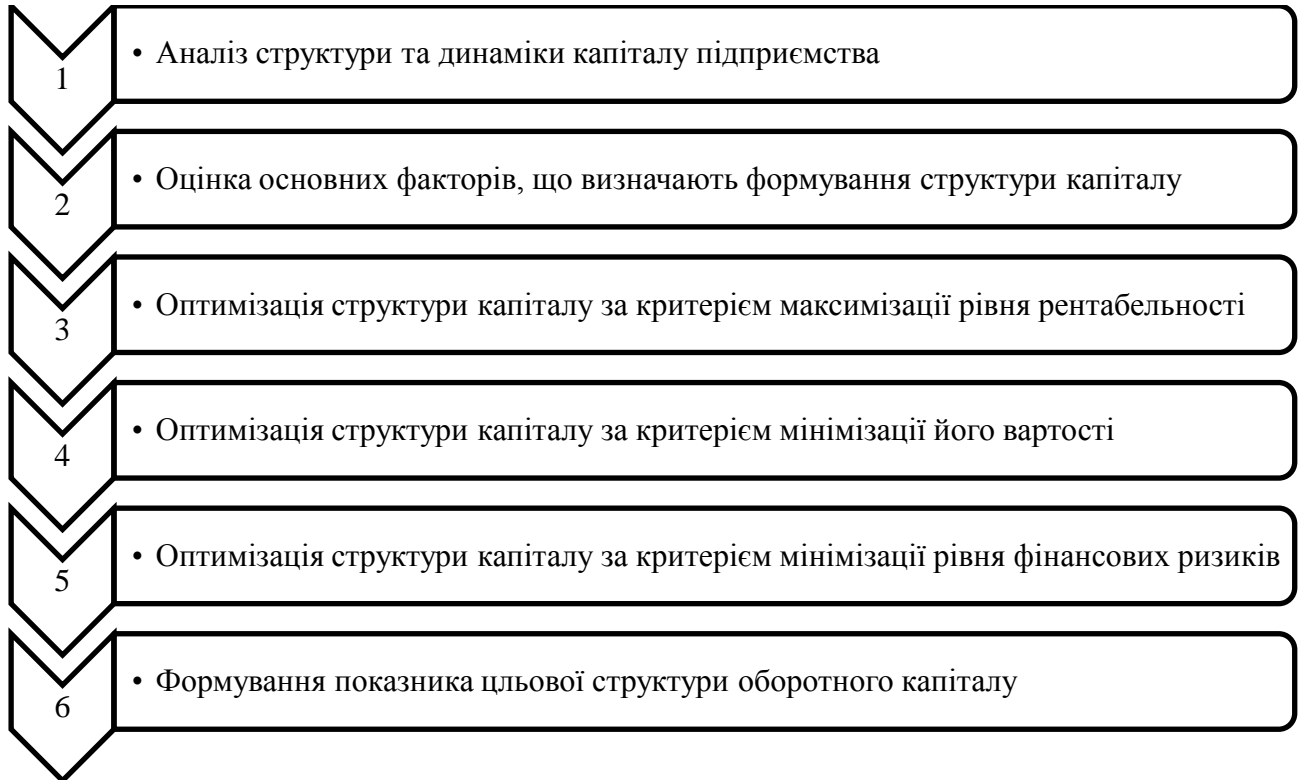 1
• Аналіз структури та динаміки капіталу підприємства
2
• Оцінка основних факторів, що визначають формування структури капіталу
3
• Оптимізація структури капіталу за критерієм максимізації рівня рентабельності
4
• Оптимізація структури капіталу за критерієм мінімізації його вартості
5
• Оптимізація структури капіталу за критерієм мінімізації рівня фінансових ризиків
6
• Формування показника цльової структури оборотного капіталу